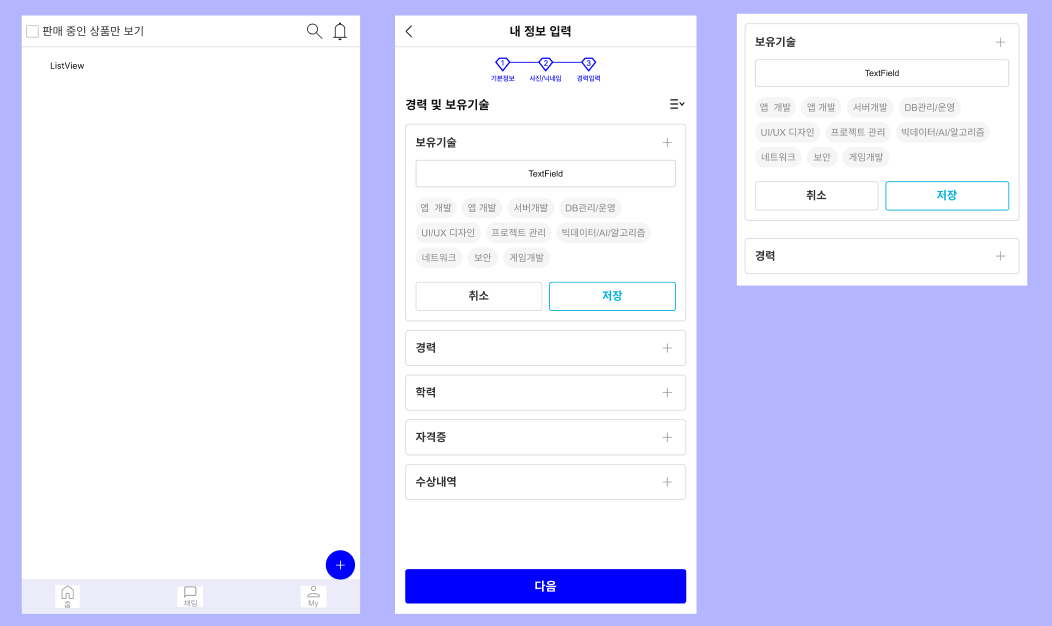 판매 중인 상품만 보기
ListView
+
홈
채팅
My
내 정보 입력
1 2 3
기본정보 사진/닉네임 경력입력
경력 및 보유기술
보유기술
TextField
앱 개발 앱 개발 서버개발 DB관리/운영
UI/UX 디자인 프로젝트 관리 빅데이터/AI/알고리즘
네트워크 보안 게임개발
취소 저장
경력
학력
자격증
수상내역
다음
보유기술
TextField
앱 개발 앱 개발 서버개발 DB관리/운영
UI/UX 디자인 프로젝트 관리 빅데이터/AI/알고리즘
네트워크 보안 게임개발
취소 저장
경력